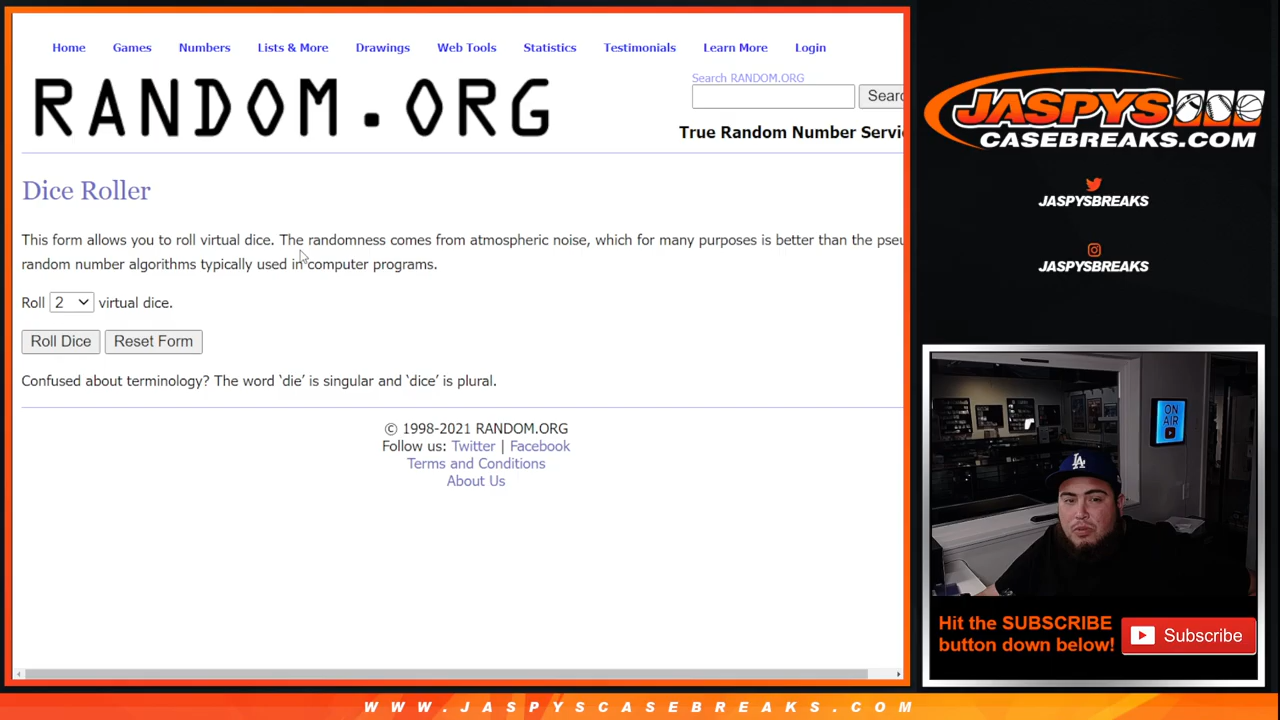 Home Games Numbers Lists & More Drawings Web Tools Statistics Testimonials Learn More Login
RANDOM.ORG
Search RANDOM.ORG
True Random Number Servi
Dice Roller
This form allows you to roll virtual dice. The randomness comes from atmospheric noise, which for many purposes is better than the pseu
random number algorithms typically used in computer programs.
Roll 2 virtual dice.
Roll Dice Reset Form
Confused about terminology? The word ‘die’ is singular and ‘dice’ is plural.
© 1998-2021 RANDOM.ORG
Follow us: Twitter | Facebook
Terms and Conditions
About Us
JASPYS
CASEBREAKS.COM
JASPYSBREAKS
JASPYSBREAKS
ON
AIR
LA
Hit the SUBSCRIBE
button down below!
Subscribe
WWW.JASPYSCASEBREAKS.COM